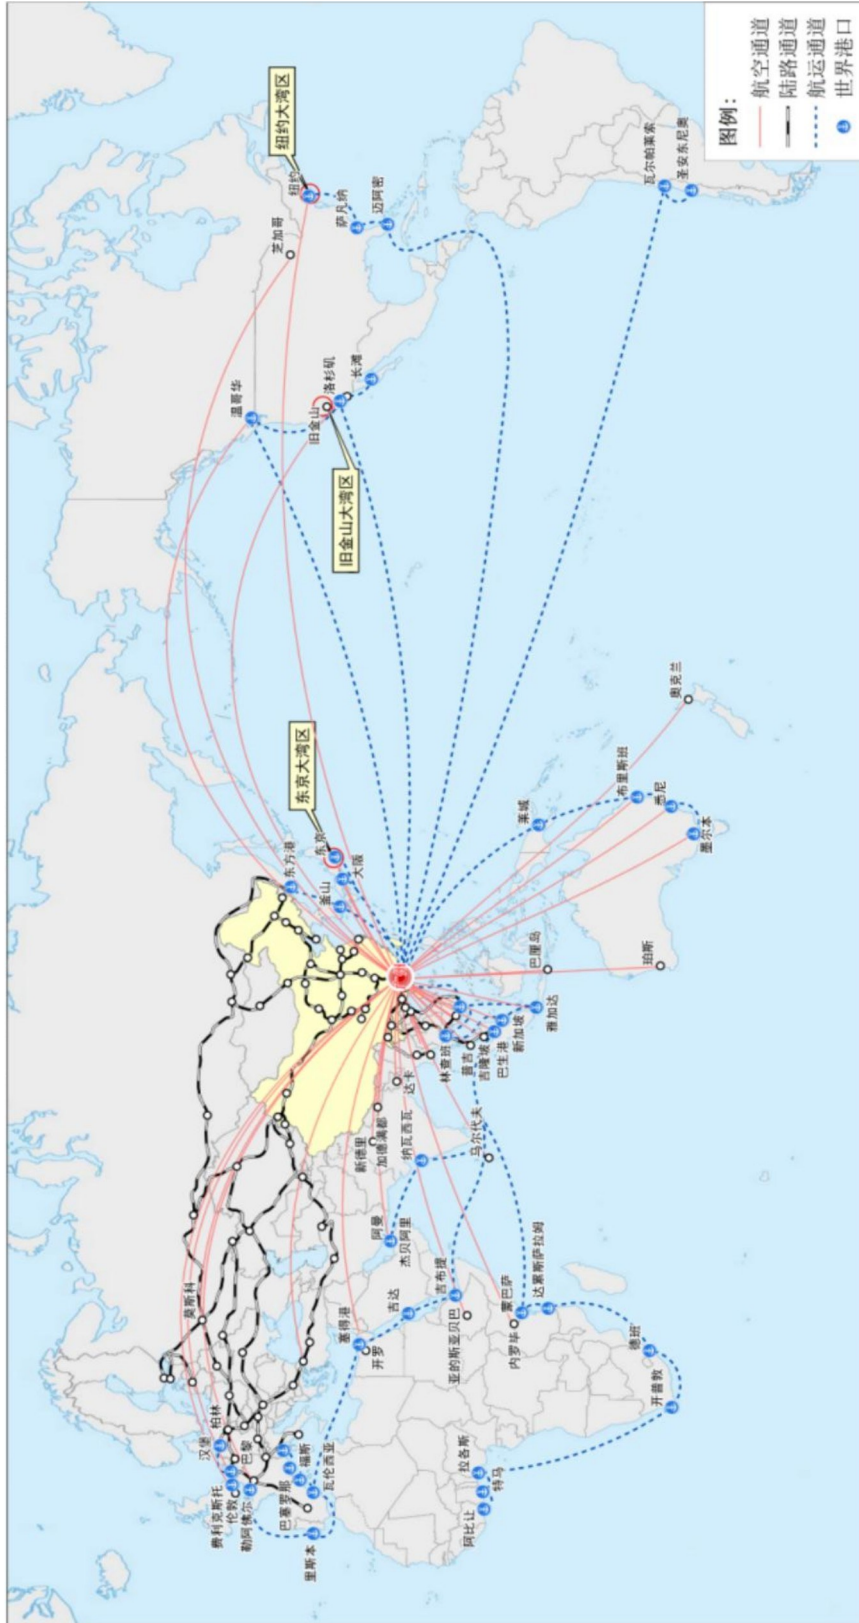 纽约大湾区
纽约
芝加哥
萨凡纳
迈阿密
温哥华
旧金山
洛杉矶
长滩
旧金山大湾区
瓦尔帕莱索
圣安东尼奥
东京大湾区
东京
大阪
东方港
釜山
奥克兰
莱城
布里斯班
悉尼
墨尔本
珀斯
巴厘岛
雅加达
新加坡
巴生港
吉隆坡
普吉
林查班
达卡
加德满都
新德里
纳瓦西瓦
马尔代夫
阿曼
杰贝阿里
莫斯科
塞得港
开罗
吉达
吉布提
亚的斯亚贝巴
内罗毕
蒙巴萨
达累斯萨拉姆
德班
开普敦
拉各斯
特马
阿比让
汉堡
柏林
巴黎
费利克斯托
伦敦
勒阿佛尔
巴塞罗那
福斯
瓦伦西亚
里斯本
图例：
航空通道
陆路通道
航运通道
世界港口